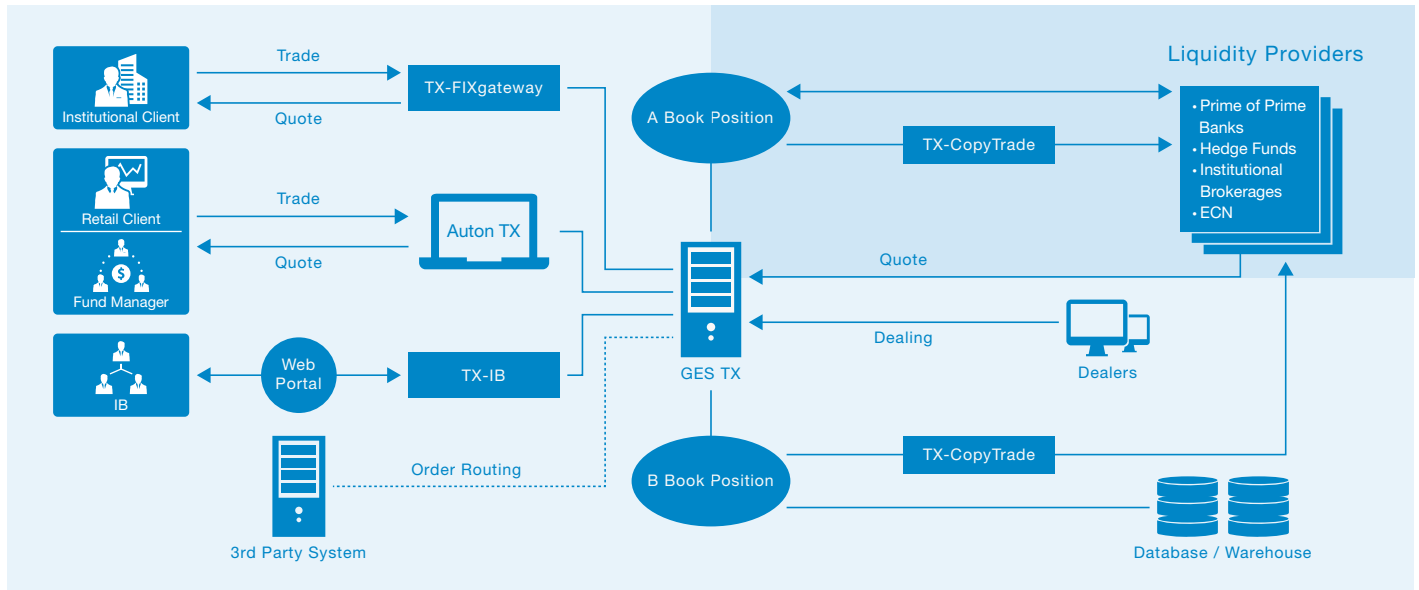 Institutional Client
Trade
Quote
TX-FIXgateway
Retail Client
Fund Manager
$
Trade
Quote
Auton TX
IB
Web
Portal
TX-IB
3rd Party System
Order Routing
A Book Position
TX-CopyTrade
Liquidity Providers
• Prime of Prime
Banks
• Hedge Funds
• Institutional
Brokerages
• ECN
GES TX
Quote
Dealing
Dealers
B Book Position
TX-CopyTrade
Database / Warehouse